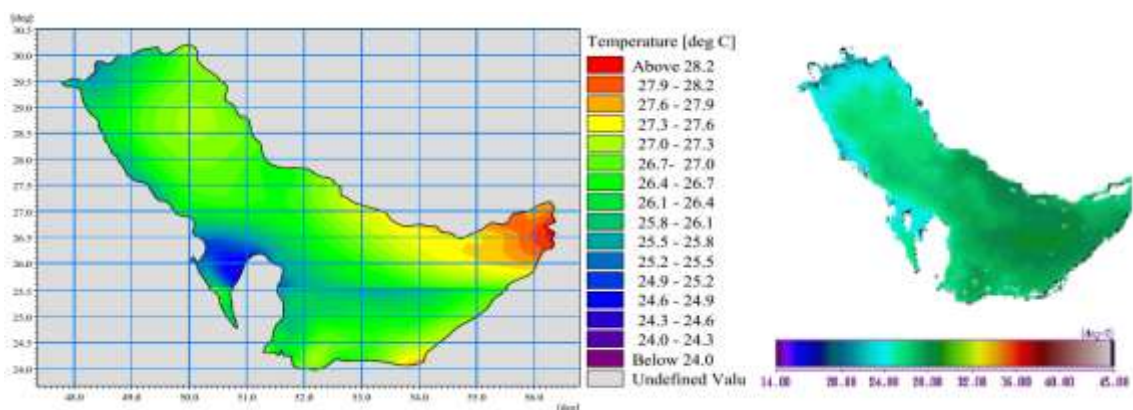 [deg]
30.5
30.0
29.5
29.0
28.5
28.0
27.5
27.0
26.5
26.0
25.5
25.0
24.5
24.0
48.0 49.0 50.0 51.0 52.0 53.0 54.0 55.0 56.0
[deg]
Temperature [deg C]
Above 28.2
27.9 - 28.2
27.6 - 27.9
27.3 - 27.6
27.0 - 27.3
26.7- 27.0
26.4 - 26.7
26.1 - 26.4
25.8 - 26.1
25.5 - 25.8
25.2 - 25.5
24.9 - 25.2
24.6 - 24.9
24.3 - 24.6
24.0 - 24.3
Below 24.0
Undefined Valu
14.00 20.00 24.00 28.00 32.00 36.00 40.00 45.00